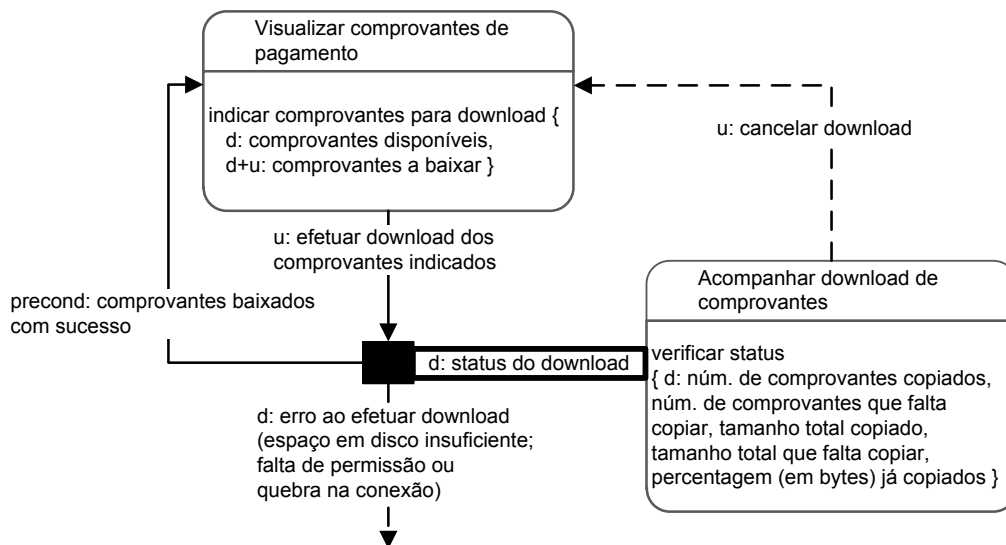 Visualizar comprovantes de
pagamento
indicar comprovantes para download {
d: comprovantes disponíveis,
d+u: comprovantes a baixar }
u: cancelar download
u: efetuar download dos
comprovantes indicados
precond: comprovantes baixados
com sucesso
Acompanhar download de
comprovantes
d: status do download
verificar status
{ d: núm. de comprovantes copiados,
núm. de comprovantes que falta
copiar, tamanho total copiado,
tamanho total que falta copiar,
percentagem (em bytes) já copiados }
d: erro ao efetuar download
(espaço em disco insuficiente;
falta de permissão ou
quebra na conexão)